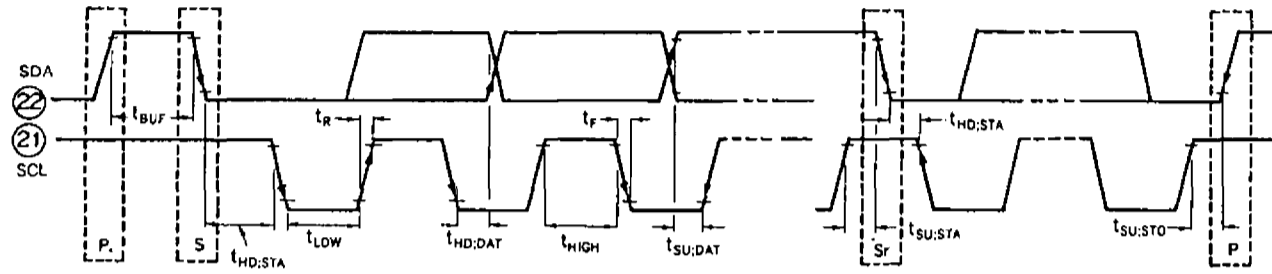 SDA
22
21
SCL
tBUF
tR
tF
tHD;STA
P.
S
tHD;STA
tLOW
tHD;DAT
tHIGH
tSU;DAT
Sr
tSU;STA
tSU;STO
P